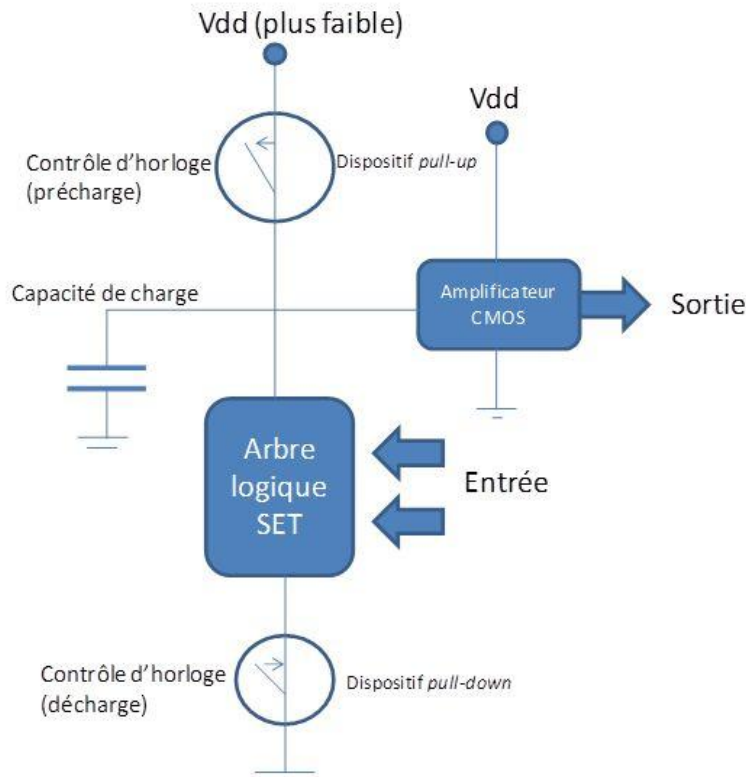 Vdd (plus faible)
Vdd
Contrôle d'horloge
(précharge)
Dispositif pull-up
Capacité de charge
Amplificateur
CMOS
Sortie
Arbre
logique
SET
Entrée
Contrôle d'horloge
(décharge)
Dispositif pull-down